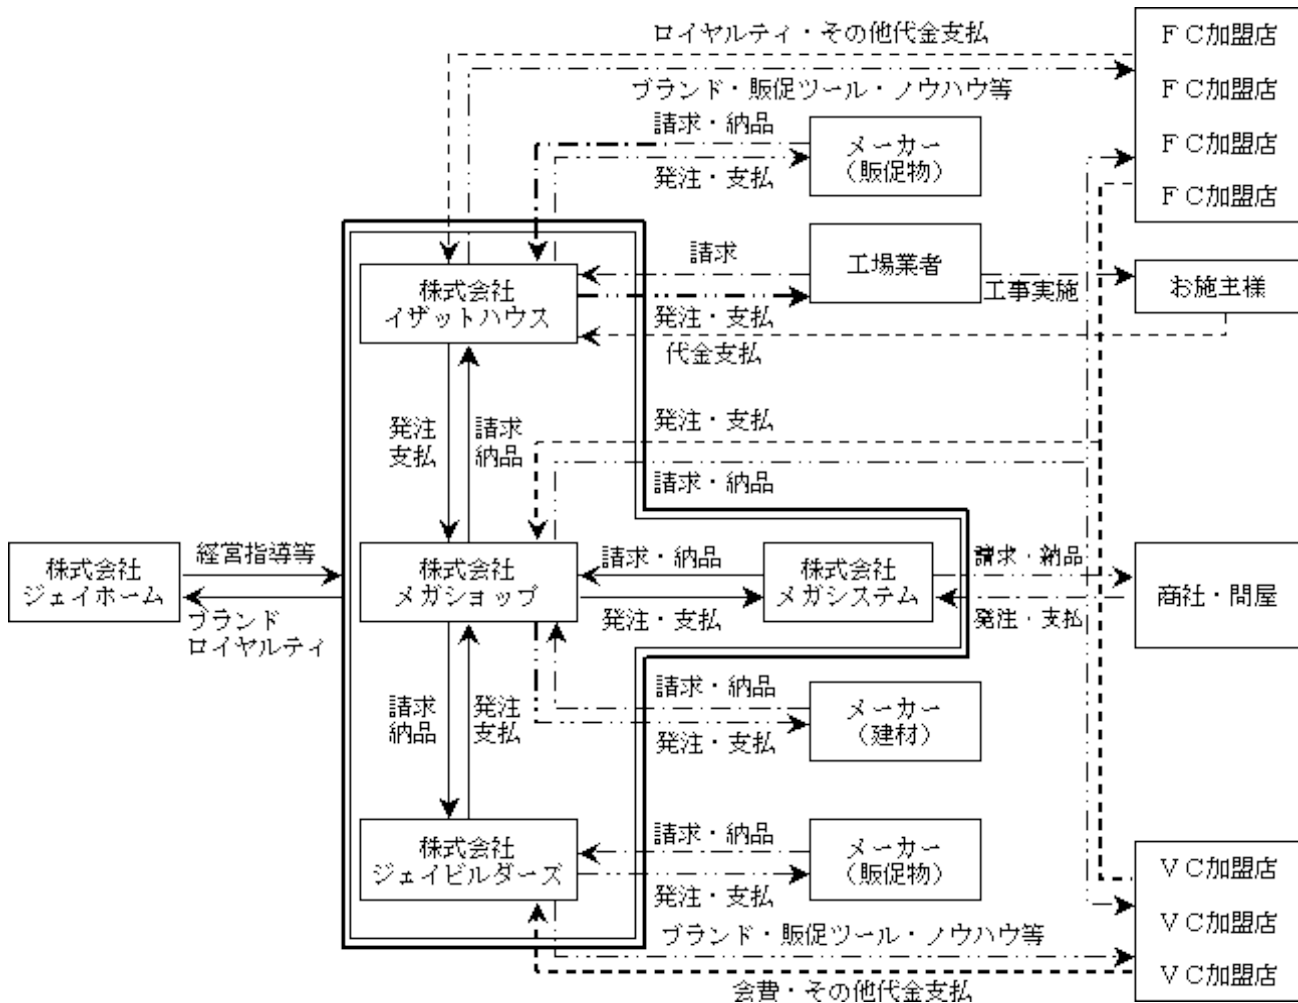 ロイヤルティ・その他代金支払
ブランド・販促ツール・ノウハウ等
ＦＣ加盟店
ＦＣ加盟店
ＦＣ加盟店
ＦＣ加盟店
請求・納品
発注・支払
メーカー
（販促物）
請求
発注・支払
代金支払
工場業者
工事実施
お施主様
株式会社
イザットハウス
発注
支払
請求
納品
発注・支払
請求・納品
株式会社
ジェイホーム
経営指導等
ブランド
ロイヤルティ
株式会社
メガショップ
請求・納品
発注・支払
株式会社
メガシステム
請求・納品
発注・支払
商社・問屋
請求
納品
発注
支払
請求・納品
発注・支払
メーカー
（建材）
株式会社
ジェイビルダーズ
請求・納品
発注・支払
メーカー
（販促物）
ブランド・販促ツール・ノウハウ等
会費・その他代金支払
ＶＣ加盟店
ＶＣ加盟店
ＶＣ加盟店